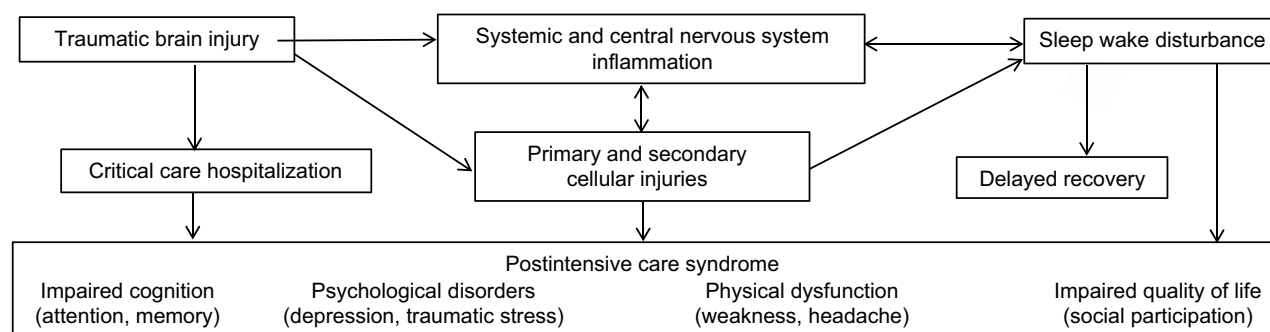 Traumatic brain injury
Systemic and central nervous system
inflammation
Sleep wake disturbance
Critical care hospitalization
Primary and secondary
cellular injuries
Delayed recovery
Postintensive care syndrome
Impaired cognition
(attention, memory)
Psychological disorders
(depression, traumatic stress)
Physical dysfunction
(weakness, headache)
Impaired quality of life
(social participation)